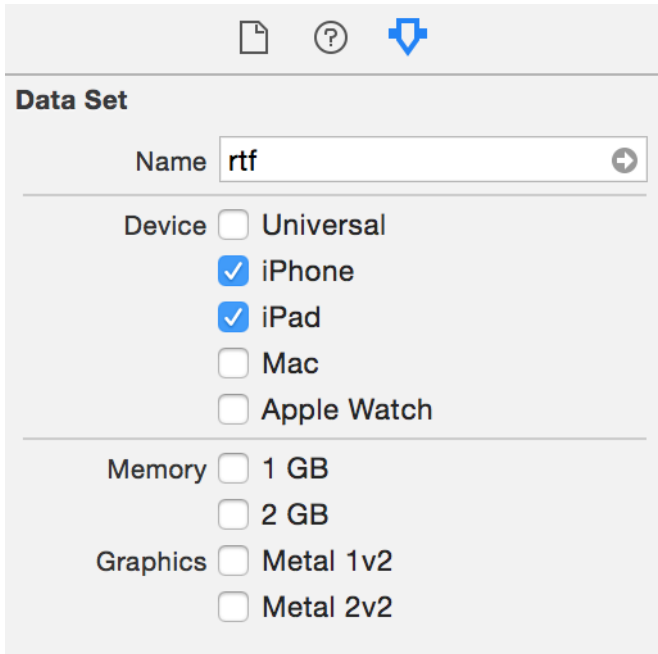 Data Set
Name rtf
Device Universal
iPhone
iPad
Mac
Apple Watch
Memory 1 GB
2 GB
Graphics Metal 1v2
Metal 2v2